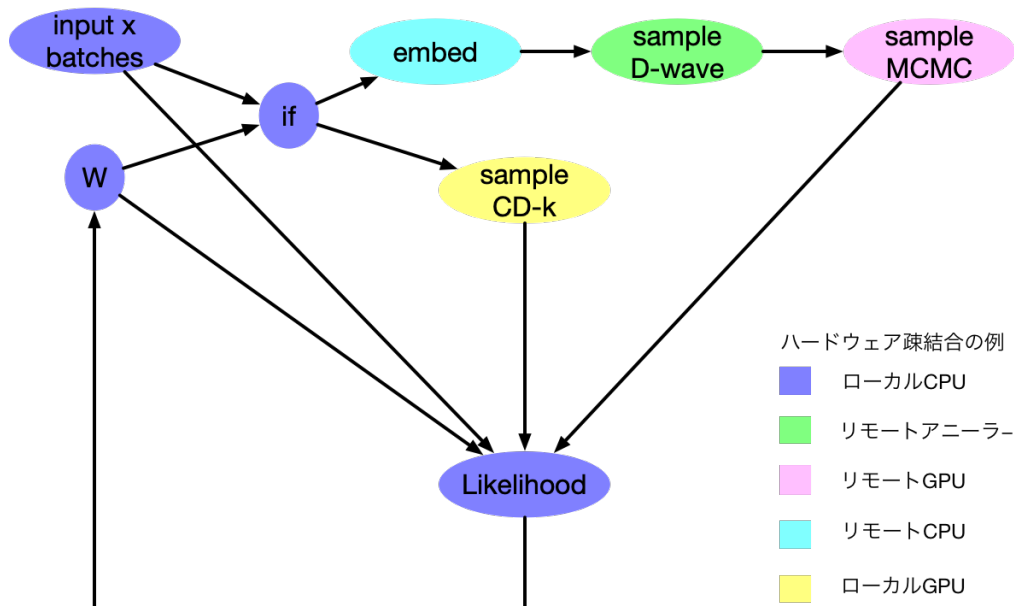 input x
batches
embed
sample
D-wave
sample
MCMC
if
W
sample
CD-k
Likelihood
ハードウェア疎結合の例
ローカルCPU
リモートアニーラ–
リモートGPU
リモートCPU
ローカルGPU